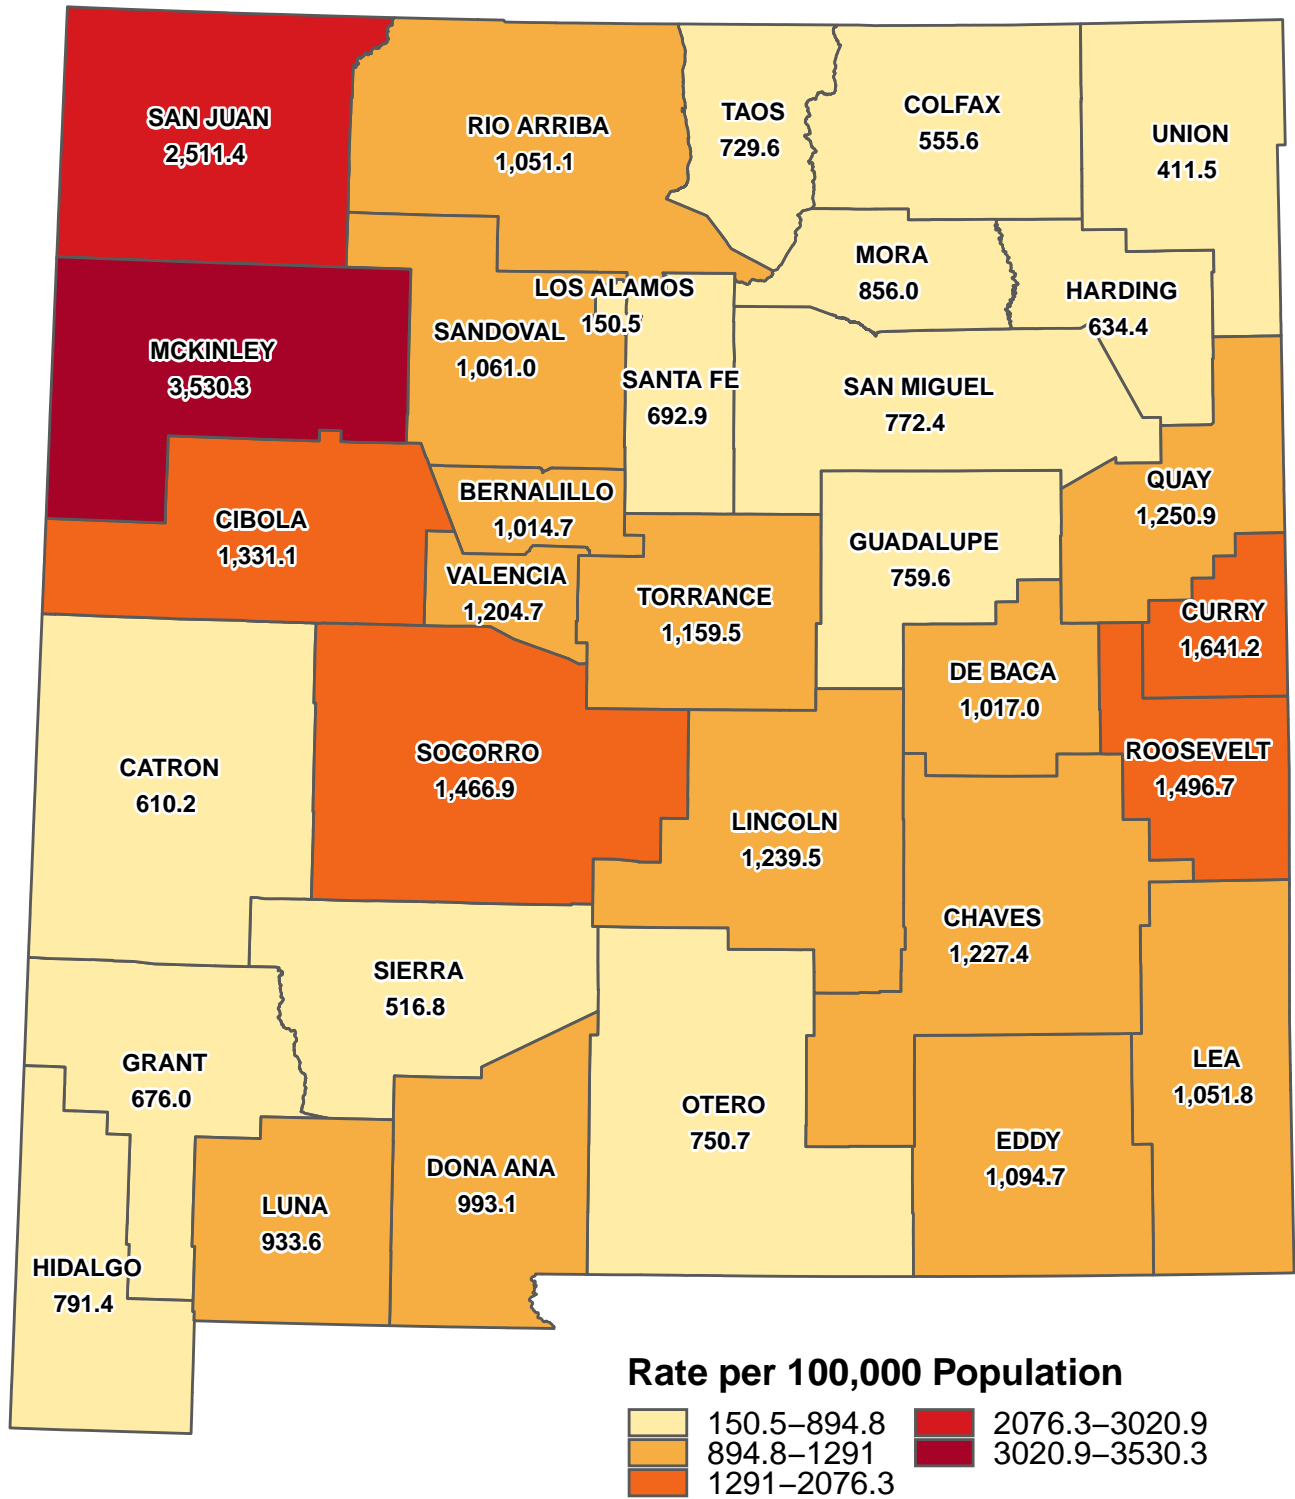 SAN JUAN
2,511.4
RIO ARRIBA
1,051.1
TAOS
729.6
COLFAX
555.6
UNION
411.5
MORA
856.0
HARDING
634.4
LOS ALAMOS
150.5
SANDOVAL
1,061.0
MCKINLEY
3,530.3
SANTA FE
692.9
SAN MIGUEL
772.4
QUAY
1,250.9
BERNALILLO
1,014.7
CIBOLA
1,331.1
GUADALUPE
759.6
VALENCIA
1,204.7
TORRANCE
1,159.5
CURRY
1,641.2
DE BACA
1,017.0
ROOSEVELT
1,496.7
SOCORRO
1,466.9
CATRON
610.2
LINCOLN
1,239.5
CHAVES
1,227.4
SIERRA
516.8
GRANT
676.0
LEA
1,051.8
OTERO
750.7
EDDY
1,094.7
DONA ANA
993.1
LUNA
933.6
HIDALGO
791.4
Rate per 100,000 Population
150.5–894.8
894.8–1291
1291–2076.3
2076.3–3020.9
3020.9–3530.3